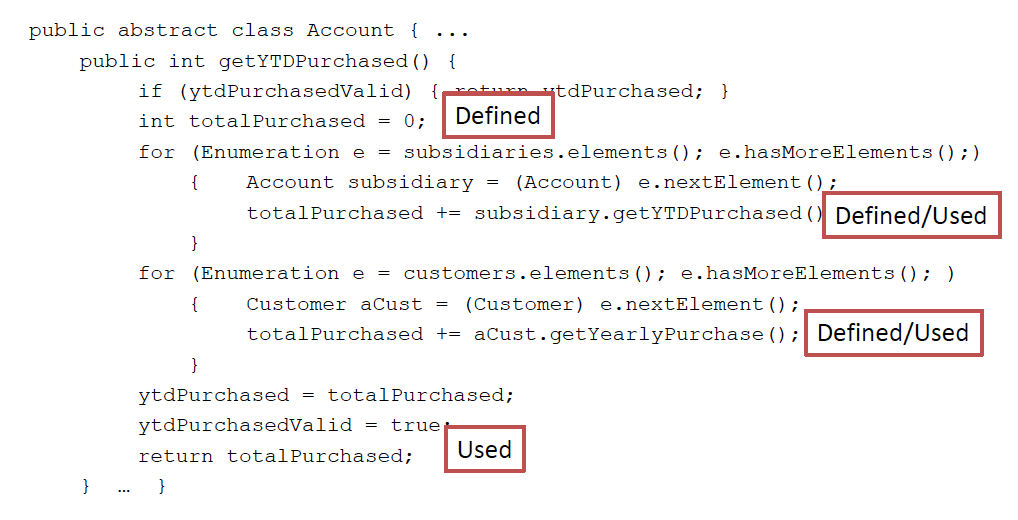 public abstract class Account { ...
public int getYTDPurchased() {
if (ytdPurchasedValid) { return ytdPurchased; }
int totalPurchased = 0; Defined
for (Enumeration e = subsidiaries.elements(); e.hasMoreElements();)
{ Account subsidiary = (Account) e.nextElement();
totalPurchased += subsidiary.getYTDPurchased() Defined/Used
}
for (Enumeration e = customers.elements(); e.hasMoreElements(); )
{ Customer aCust = (Customer) e.nextElement();
totalPurchased += aCust.getYearlyPurchase(); Defined/Used
}
ytdPurchased = totalPurchased;
ytdPurchasedValid = true;
return totalPurchased; Used
} … }